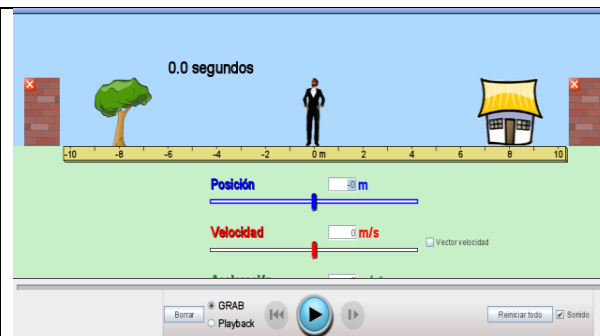 0.0 segundos
-10 -8 -6 -4 -2 0 m 2 4 6 8 10
Posición -0 m
Velocidad 0 m/s
Vector velocidad
Borrar
GRAB
Playback
Reiniciar todo
Sonido